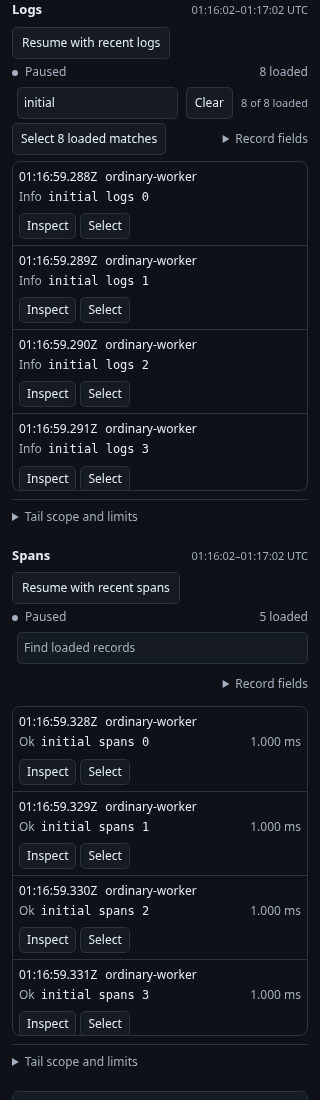 Logs 01:16:02–01:17:02 UTC
Resume with recent logs
Paused 8 loaded
initial Clear 8 of 8 loaded
Select 8 loaded matches Record fields
01:16:59.288Z ordinary-worker
Info initial logs 0
Inspect Select
01:16:59.289Z ordinary-worker
Info initial logs 1
Inspect Select
01:16:59.290Z ordinary-worker
Info initial logs 2
Inspect Select
01:16:59.291Z ordinary-worker
Info initial logs 3
Inspect Select
Tail scope and limits
Spans 01:16:02–01:17:02 UTC
Resume with recent spans
Paused 5 loaded
Find loaded records
Record fields
01:16:59.328Z ordinary-worker
Ok initial spans 0 1.000 ms
Inspect Select
01:16:59.329Z ordinary-worker
Ok initial spans 1 1.000 ms
Inspect Select
01:16:59.330Z ordinary-worker
Ok initial spans 2 1.000 ms
Inspect Select
01:16:59.331Z ordinary-worker
Ok initial spans 3 1.000 ms
Inspect Select
Tail scope and limits